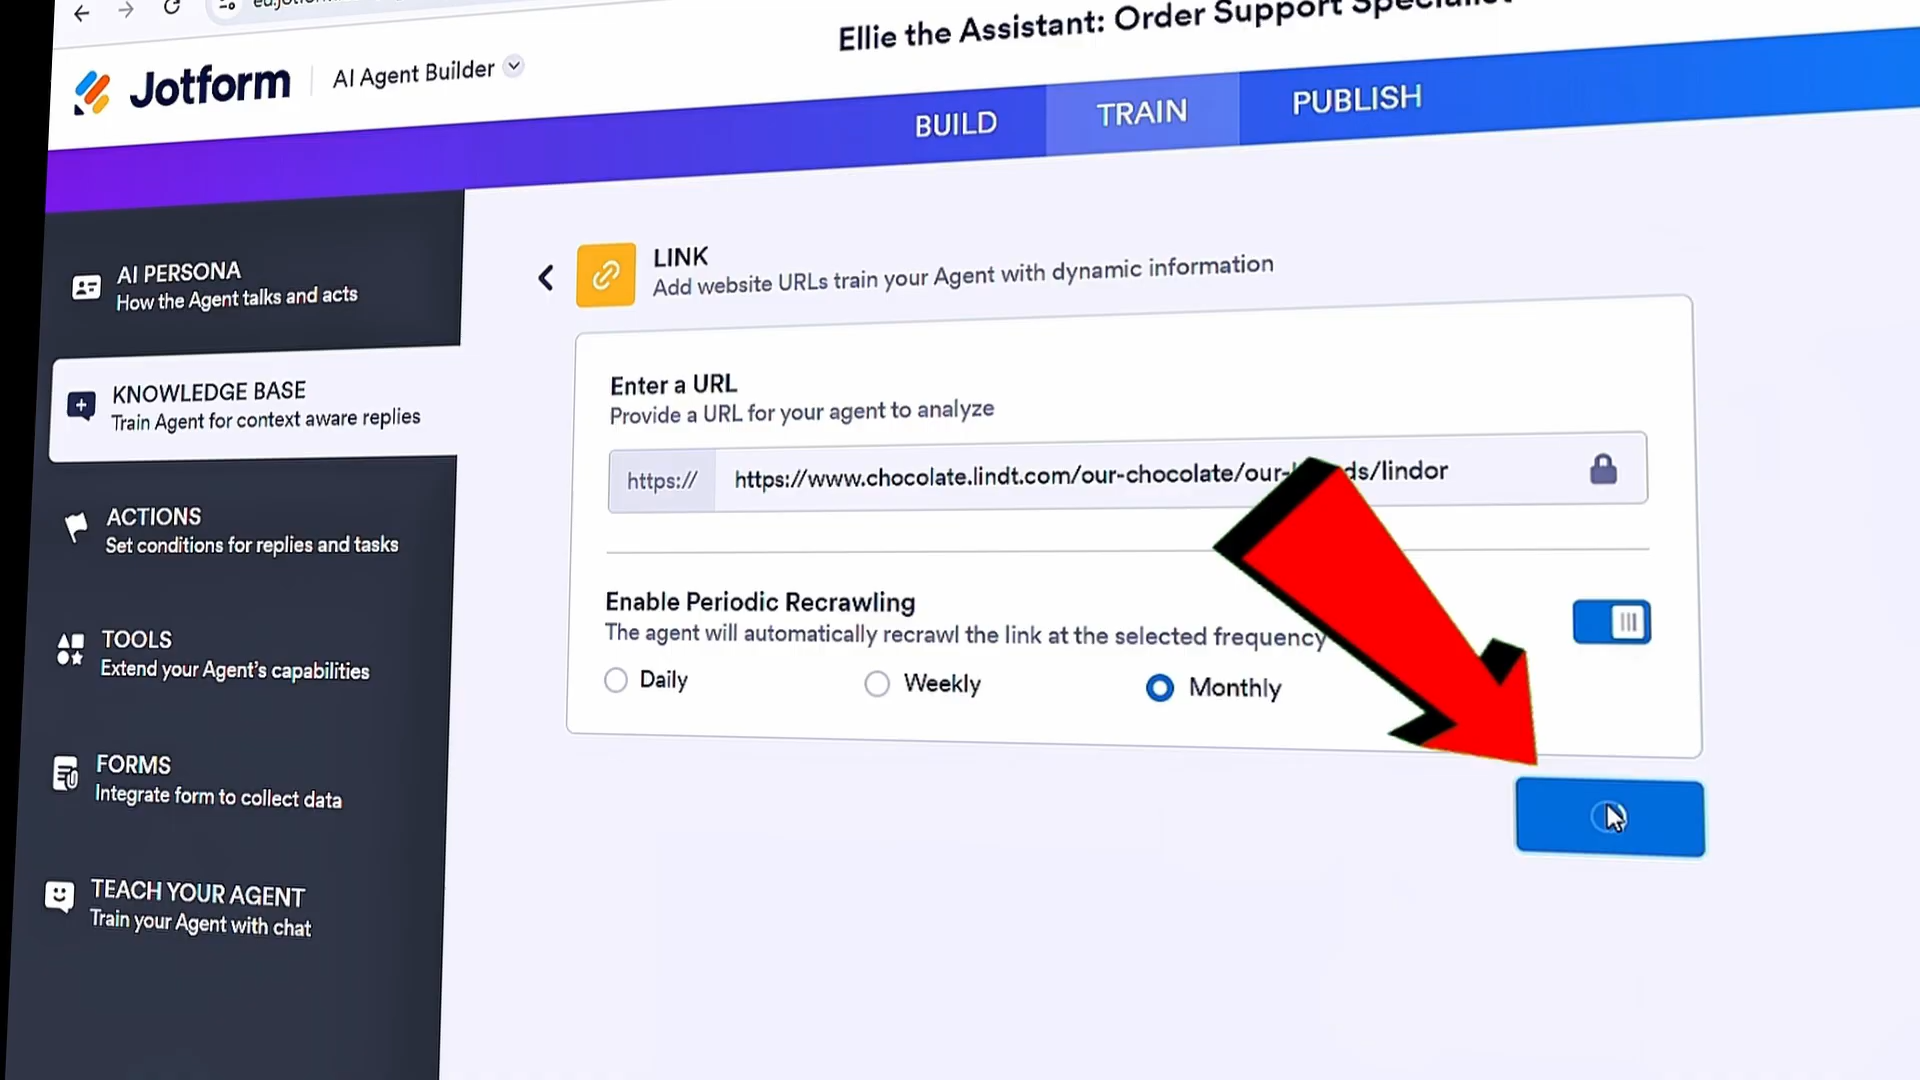 Ellie the Assistant: Order Support
Jotform
AI Agent Builder
BUILD
TRAIN
PUBLISH
AI PERSONA
How the Agent talks and acts
KNOWLEDGE BASE
Train Agent for context aware replies
ACTIONS
Set conditions for replies and tasks
TOOLS
Extend your Agent's capabilities
FORMS
Integrate form to collect data
TEACH YOUR AGENT
Train your Agent with chat
LINK
Add website URLs train your Agent with dynamic information
Enter a URL
Provide a URL for your agent to analyze
https://
https://www.chocolate.lindt.com/our-chocolate/our- ds/lindor
Enable Periodic Recrawling
The agent will automatically recrawl the link at the selected frequency
Daily
Weekly
Monthly